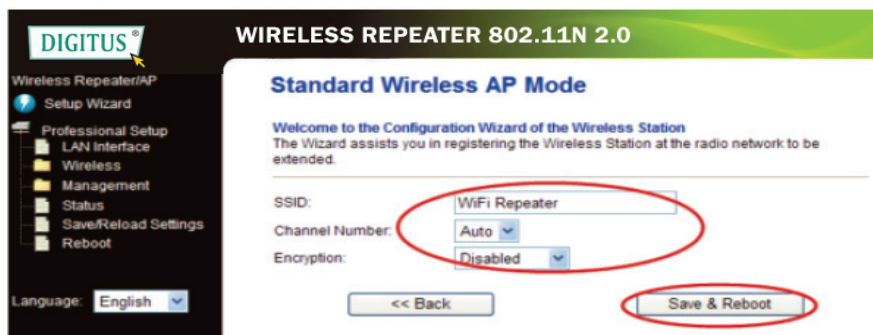 DIGITUS®
WIRELESS REPEATER 802.11N 2.0
Wireless Repeater/AP
Setup Wizard
Professional Setup
LAN Interface
Wireless
Management
Status
Save/Reload Settings
Reboot
Language: English
Standard Wireless AP Mode
Welcome to the Configuration Wizard of the Wireless Station
The Wizard assists you in registering the Wireless Station at the radio network to be
extended.
SSID: WiFi Repeater
Channel Number: Auto
Encryption: Disabled
<< Back Save & Reboot